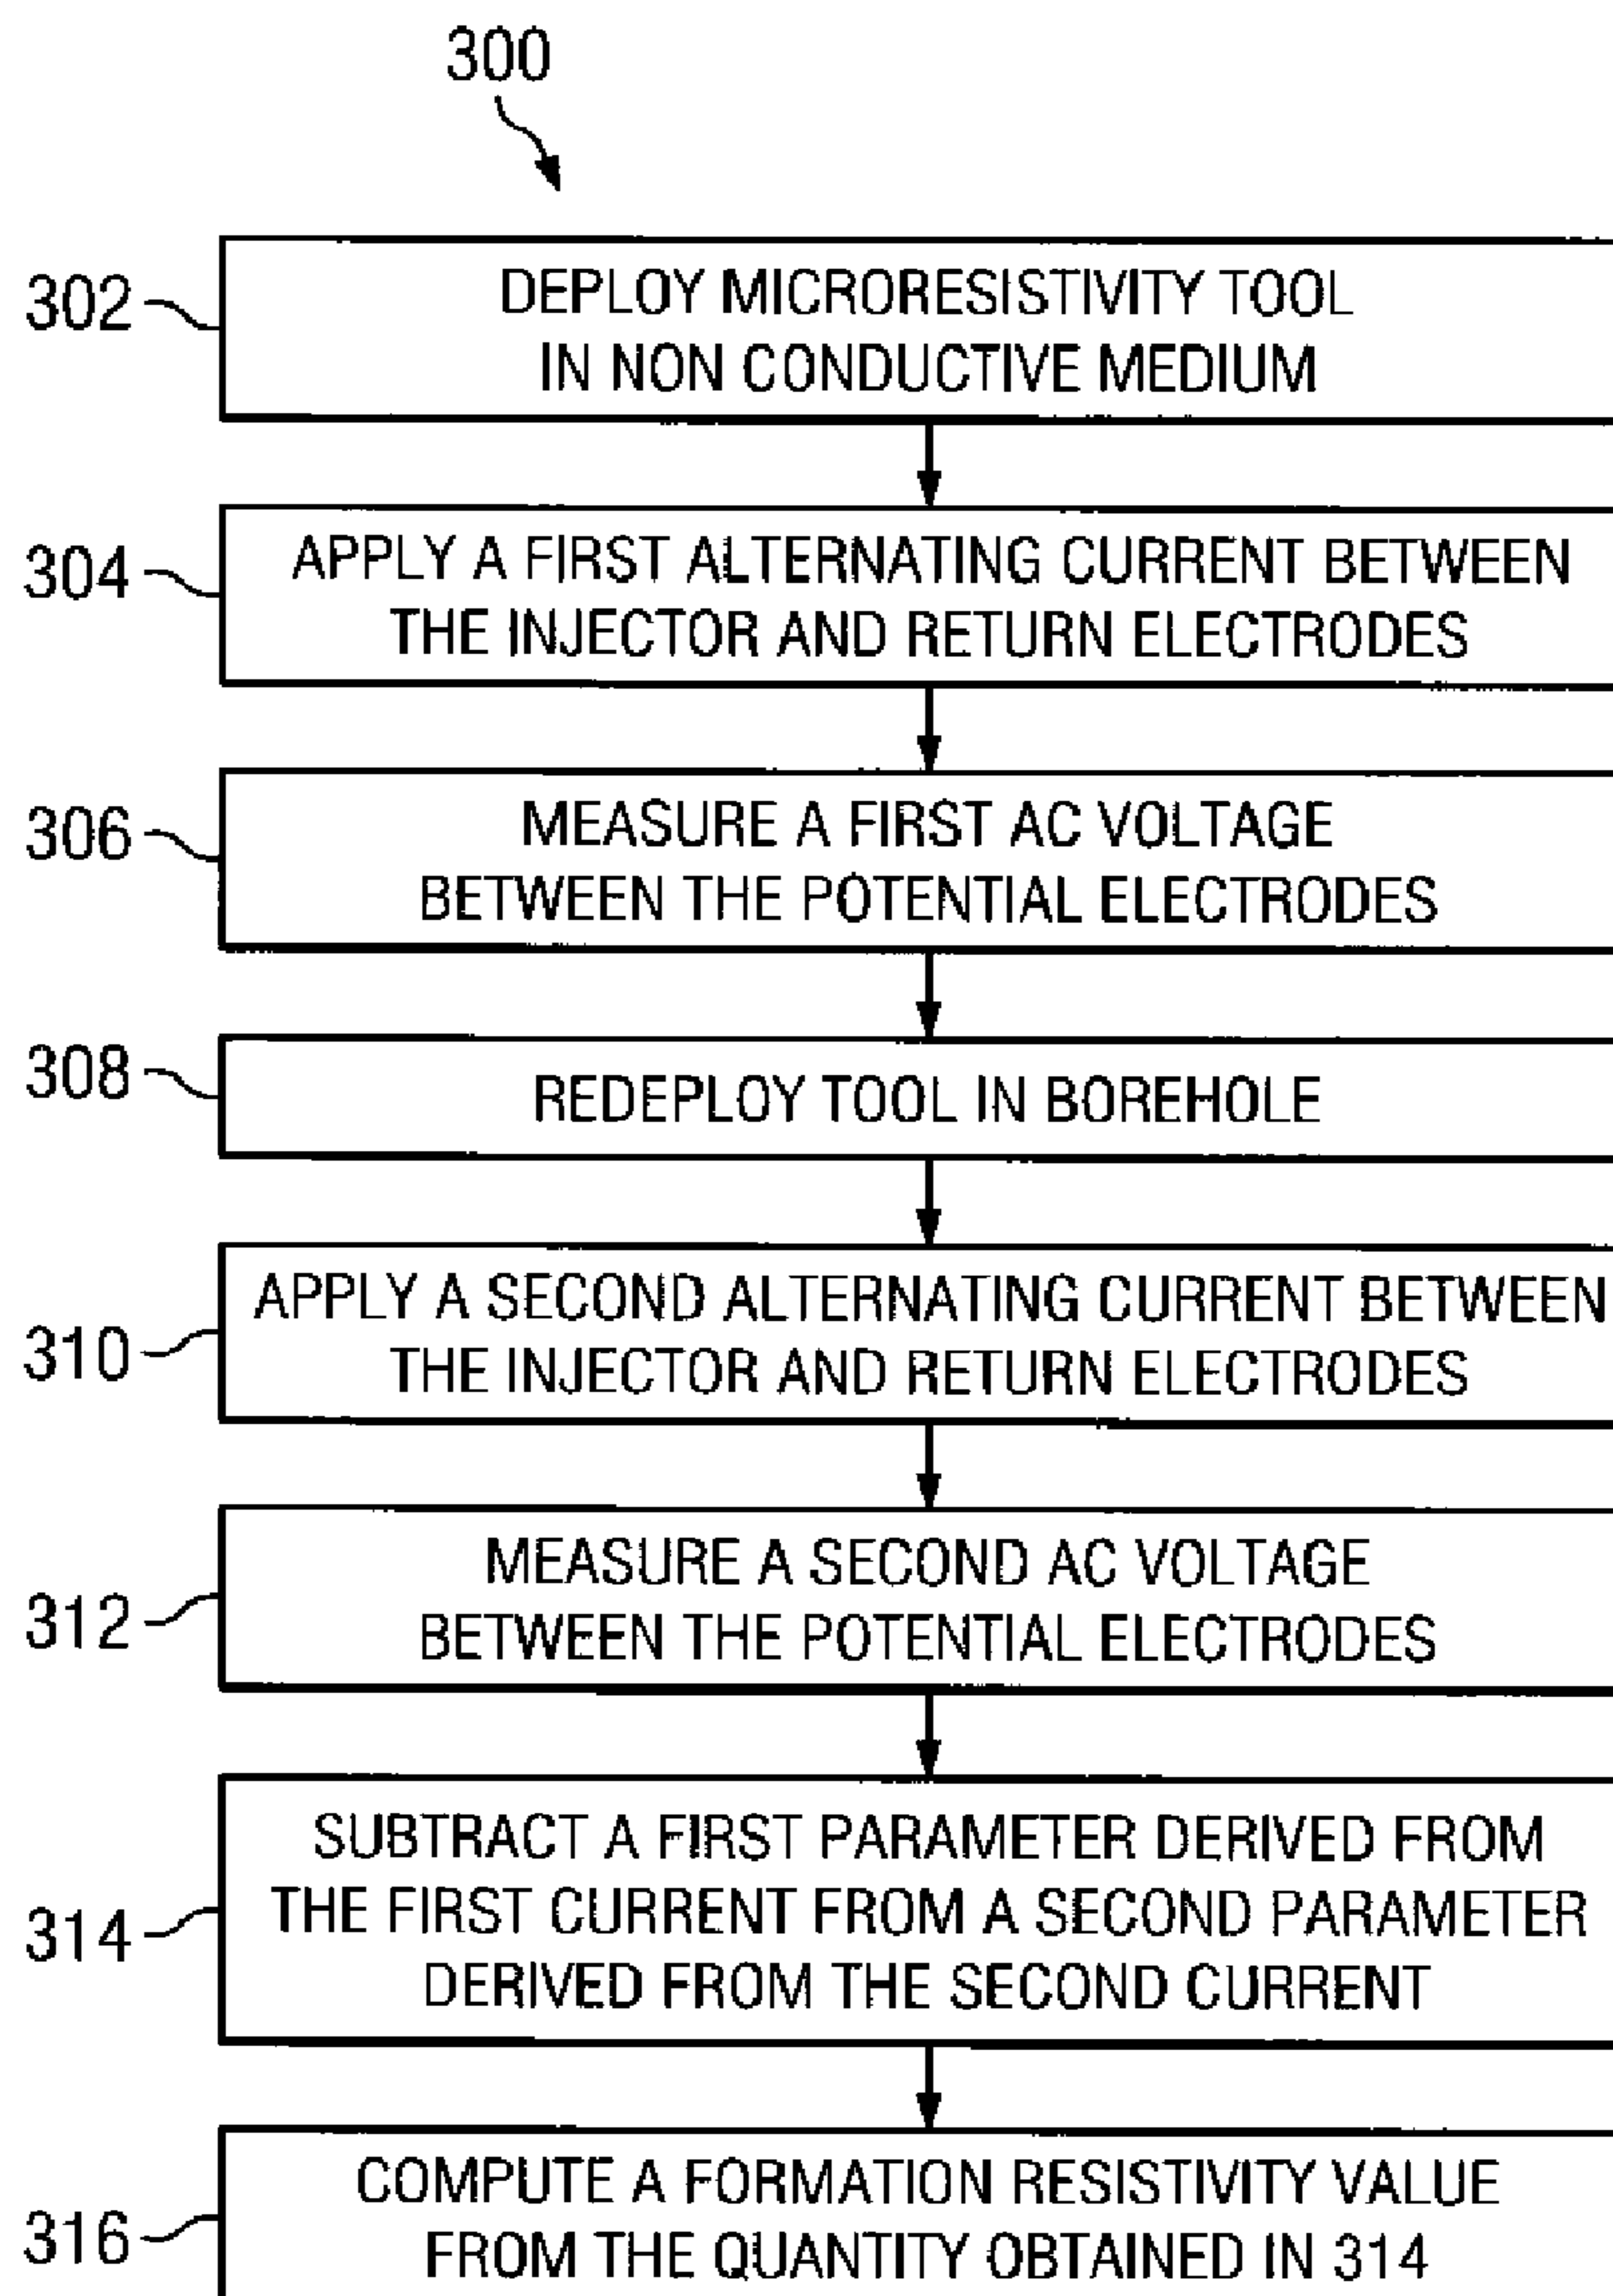 300
302
DEPLOY MICRORESISTIVITY TOOL
IN NON CONDUCTIVE MEDIUM
304
APPLY A FIRST ALTERNATING CURRENT BETWEEN
THE INJECTOR AND RETURN ELECTRODES
306
MEASURE A FIRST AC VOLTAGE
BETWEEN THE POTENTIAL ELECTRODES
308
REDEPLOY TOOL IN BOREHOLE
310
APPLY A SECOND ALTERNATING CURRENT BETWEEN
THE INJECTOR AND RETURN ELECTRODES
312
MEASURE A SECOND AC VOLTAGE
BETWEEN THE POTENTIAL ELECTRODES
314
SUBTRACT A FIRST PARAMETER DERIVED FROM
THE FIRST CURRENT FROM A SECOND PARAMETER
DERIVED FROM THE SECOND CURRENT
316
COMPUTE A FORMATION RESISTIVITY VALUE
FROM THE QUANTITY OBTAINED IN 314